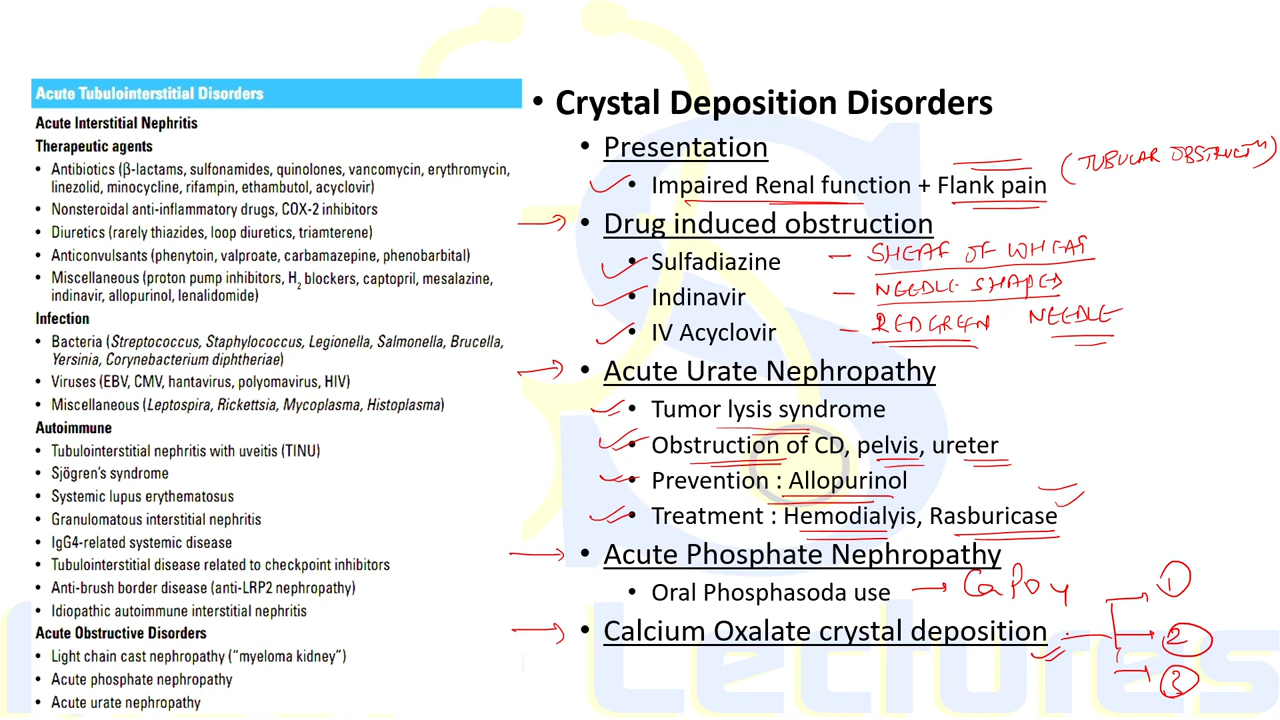 Acute Tubulointerstitial Disorders
Acute Interstitial Nephritis
Therapeutic agents
• Antibiotics (β-lactams, sulfonamides, quinolones, vancomycin, erythromycin,
linezolid, minocycline, rifampin, ethambutol, acyclovir)
• Nonsteroidal anti-inflammatory drugs, COX-2 inhibitors
• Diuretics (rarely thiazides, loop diuretics, triamterene)
• Anticonvulsants (phenytoin, valproate, carbamazepine, phenobarbital)
• Miscellaneous (proton pump inhibitors, H2 blockers, captopril, mesalazine,
indinavir, allopurinol, lenalidomide)
Infection
• Bacteria (Streptococcus, Staphylococcus, Legionella, Salmonella, Brucella,
Yersinia, Corynebacterium diphtheriae)
• Viruses (EBV, CMV, hantavirus, polyomavirus, HIV)
• Miscellaneous (Leptospira, Rickettsia, Mycoplasma, Histoplasma)
Autoimmune
• Tubulointerstitial nephritis with uveitis (TINU)
• Sjögren's syndrome
• Systemic lupus erythematosus
• Granulomatous interstitial nephritis
• IgG4-related systemic disease
• Tubulointerstitial disease related to checkpoint inhibitors
• Anti-brush border disease (anti-LRP2 nephropathy)
• Idiopathic autoimmune interstitial nephritis
Acute Obstructive Disorders
• Light chain cast nephropathy ("myeloma kidney")
• Acute phosphate nephropathy
• Acute urate nephropathy
• Crystal Deposition Disorders
• Presentation
• Impaired Renal function + Flank pain (TUBULAR OBSTRUCTN)
• Drug induced obstruction
• Sulfadiazine – SHEAF OF WHEAT
• Indinavir – NEEDLE SHAPED
• IV Acyclovir – RED GREEN NEEDLE
• Acute Urate Nephropathy
• Tumor lysis syndrome
• Obstruction of CD, pelvis, ureter
• Prevention : Allopurinol
• Treatment : Hemodialyis, Rasburicase
• Acute Phosphate Nephropathy
• Oral Phosphasoda use → CaPO4
• Calcium Oxalate crystal deposition
1
2
3
Lectures